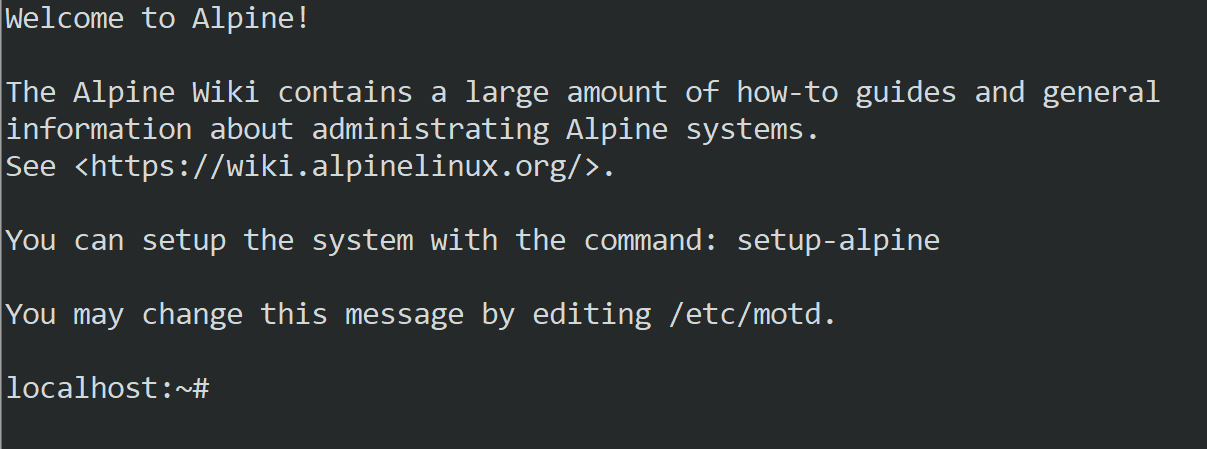 Welcome to Alpine!
The Alpine Wiki contains a large amount of how-to guides and general
information about administrating Alpine systems.
See <https://wiki.alpinelinux.org/>.
You can setup the system with the command: setup-alpine
You may change this message by editing /etc/motd.
localhost:~#